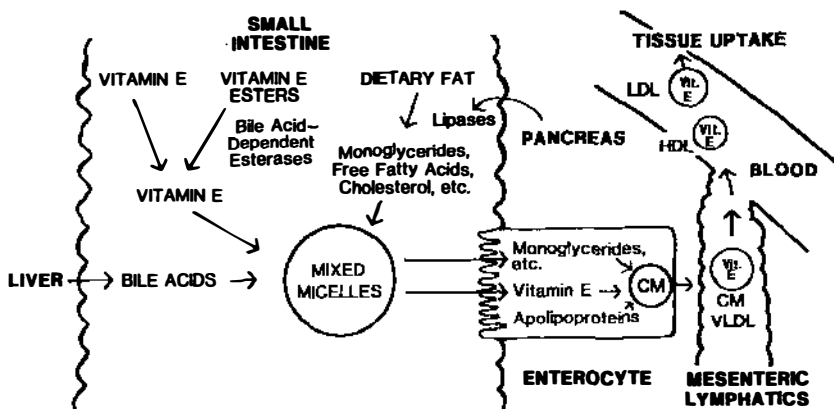 SMALL
INTESTINE
VITAMIN E
VITAMIN E
ESTERS
Bile Acid-
Dependent
Esterases
VITAMIN E
DIETARY FAT
Lipases
PANCREAS
Monoglycerides,
Free Fatty Acids,
Cholesterol, etc.
LIVER
BILE ACIDS
MIXED
MICELLES
Monoglycerides,
etc.
Vitamin E
Apolipoproteins
CM
ENTEROCYTE
TISSUE UPTAKE
LDL
Vit.
E
HDL
Vit.
E
BLOOD
Vit.
E
CM
VLDL
MESENTERIC
LYMPHATICS